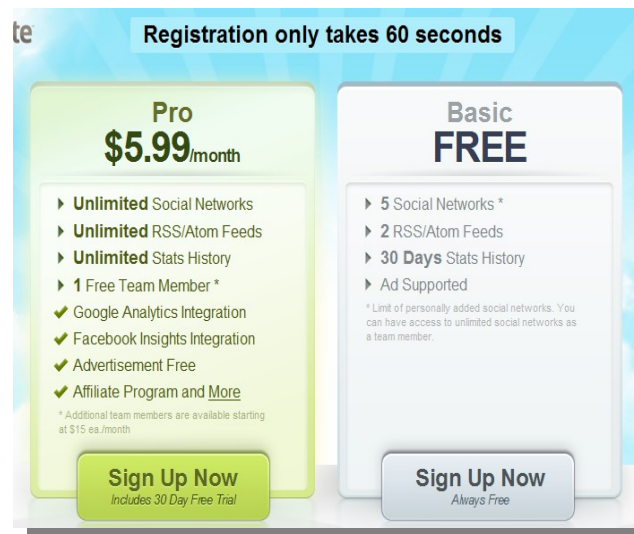 te
Registration only takes 60 seconds
Pro
$5.99/month
Unlimited Social Networks
Unlimited RSS/Atom Feeds
Unlimited Stats History
1 Free Team Member *
Google Analytics Integration
Facebook Insights Integration
Advertisement Free
Affiliate Program and More
* Additional team members are available starting
at $15 ea./month
Sign Up Now
Includes 30 Day Free Trial
Basic
FREE
5 Social Networks *
2 RSS/Atom Feeds
30 Days Stats History
Ad Supported
* Limit of personally added social networks. You
can have access to unlimited social networks as
a team member.
Sign Up Now
Always Free